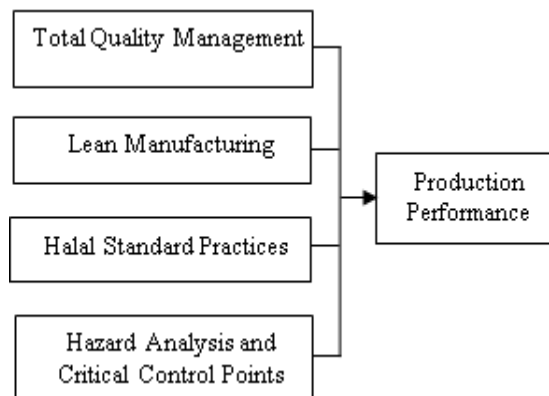 Total Quality Management
Lean Manufacturing
Halal Standard Practices
Hazard Analysis and
Critical Control Points
Production
Performance